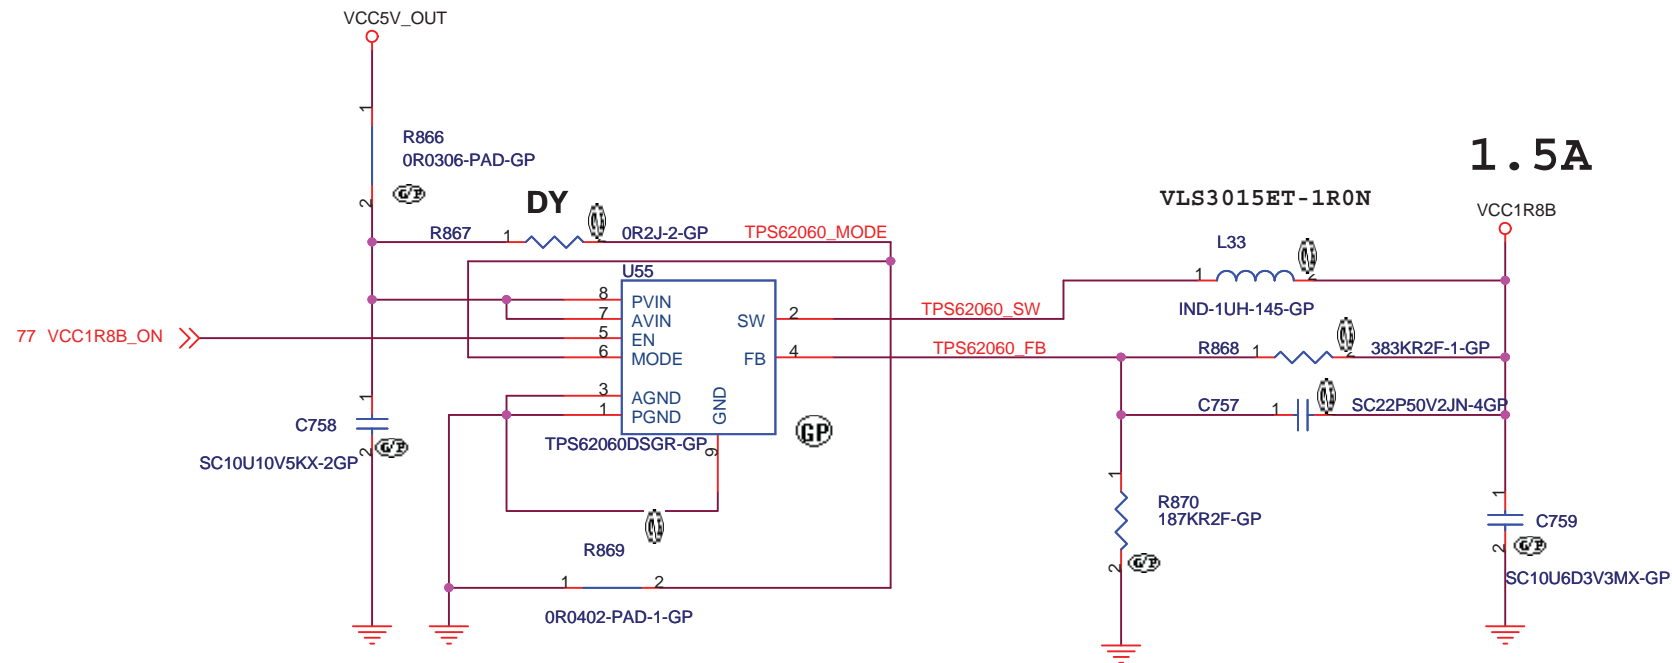 VCC5V_OUT
1
R866
0R0306-PAD-GP
2
G/P
DY
R867
1
2
0R2J-2-GP
TPS62060_MODE
1.5A
VLS3015ET-1R0N
VCC1R8B
L33
1
2
IND-1UH-145-GP
U55
8
PVIN
7
AVIN
5
EN
6
MODE
3
AGND
1
PGND
GND
9
SW
2
FB
4
TPS62060DSGR-GP
GP
77 VCC1R8B_ON
TPS62060_SW
TPS62060_FB
R868
1
2
383KR2F-1-GP
C757
1
SC22P50V2JN-4GP
1
C758
2
G/P
SC10U10V5KX-2GP
R869
1
2
0R0402-PAD-1-GP
1
R870
187KR2F-GP
2
G/P
1
C759
2
G/P
SC10U6D3V3MX-GP